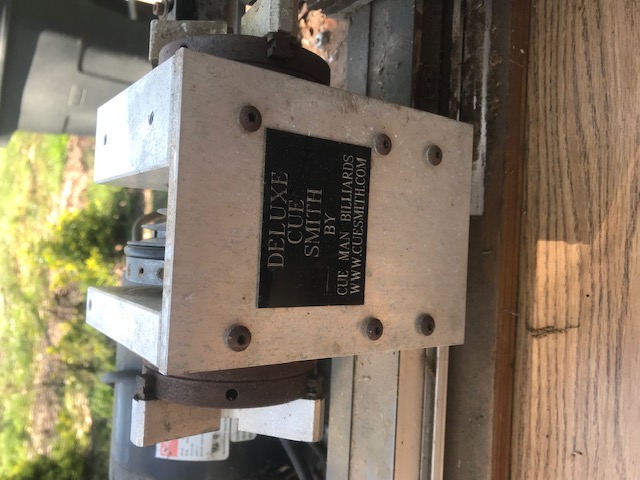 DELUXE
CUE
SMITH
BY
CUE MAN BILLIARDS
WWW.CUESMITH.COM